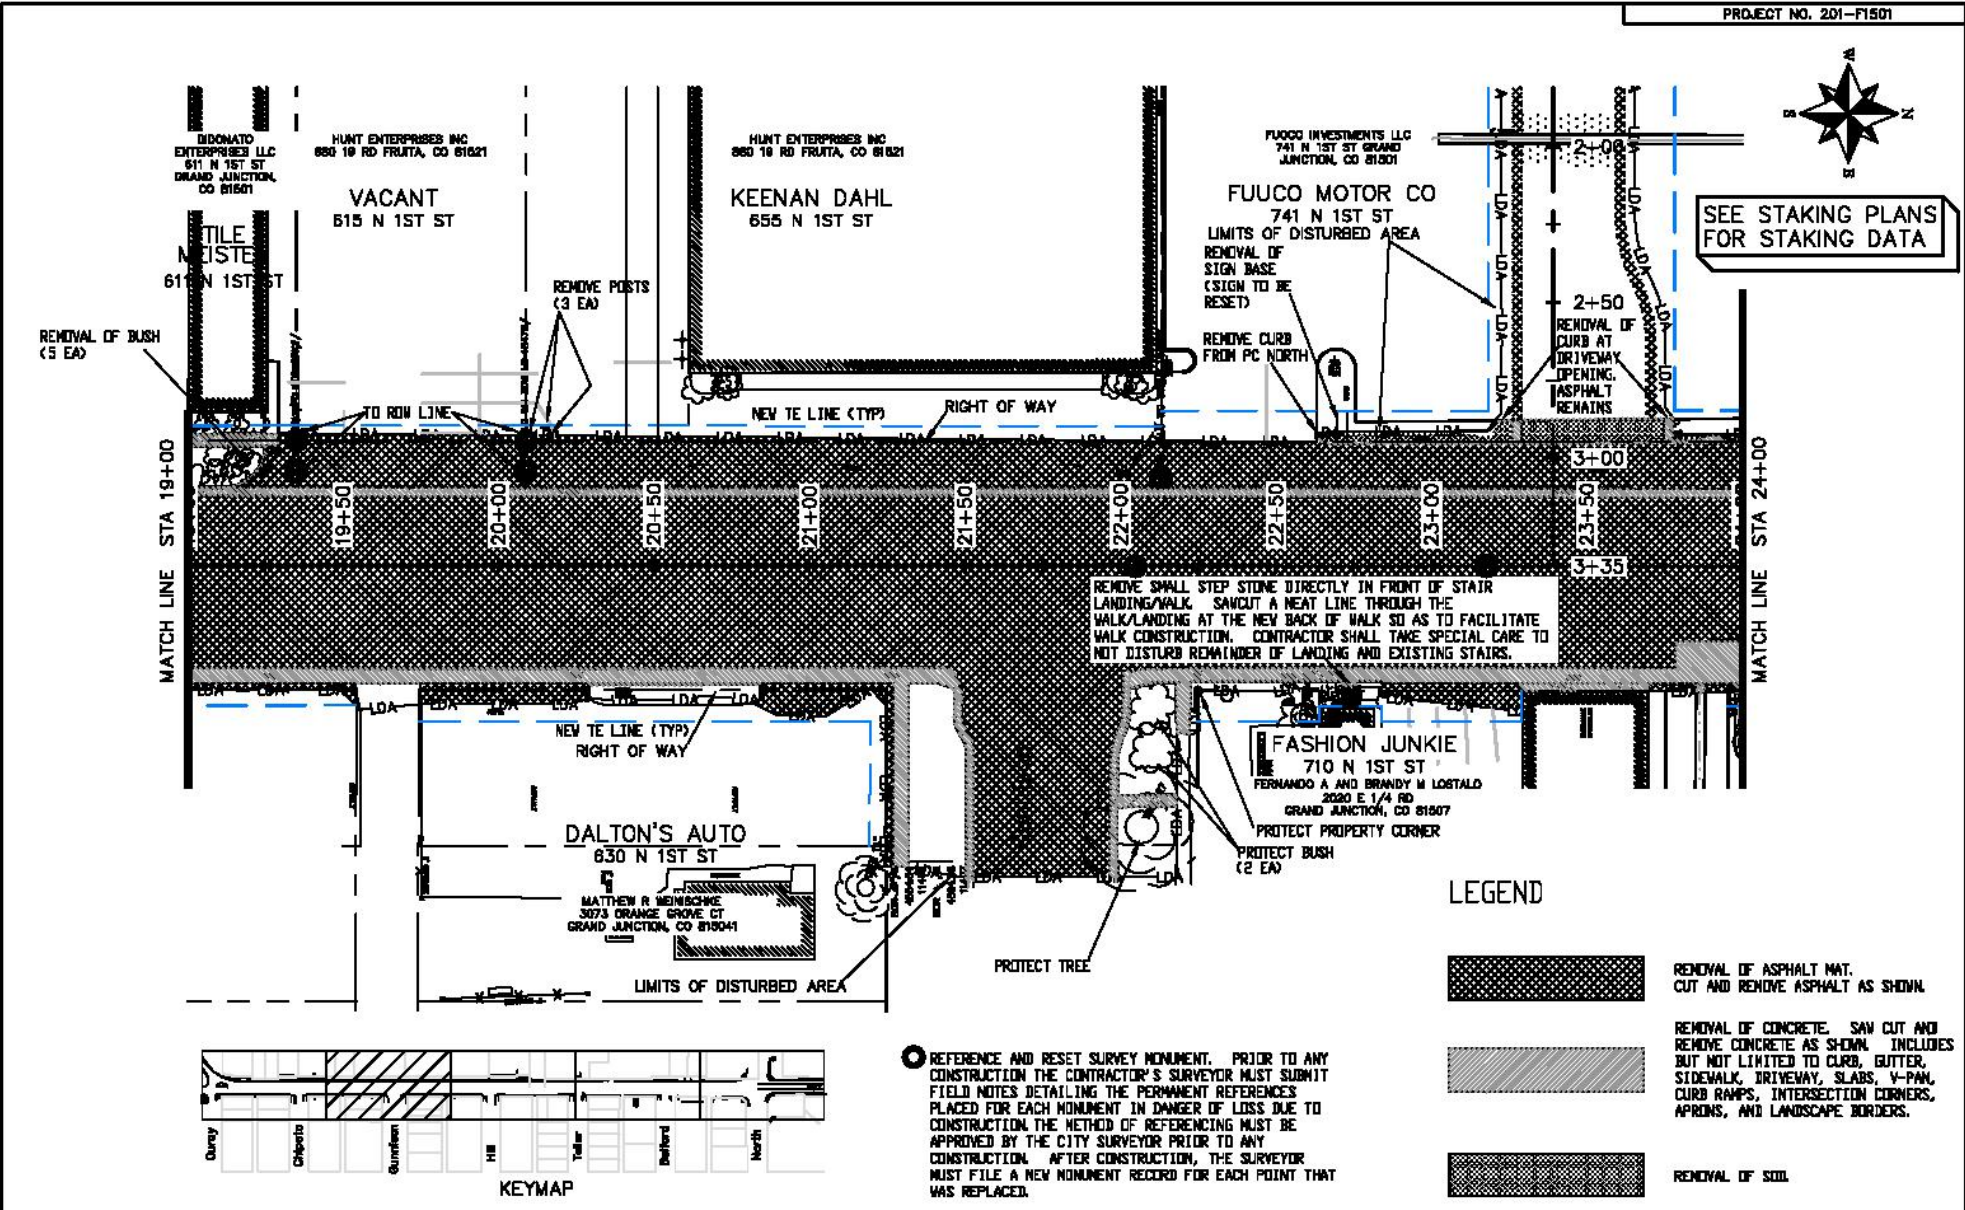 PROJECT NO. 201-F1501
W
N
E
SEE STAKING PLANS
FOR STAKING DATA
DIDONATO
ENTERPRISES LLC
611 N 1ST ST
GRAND JUNCTION,
CO 81501
TILE
MEISTE
611 N 1ST ST
HUNT ENTERPRISES INC
860 19 RD FRUITA, CO 81521
VACANT
615 N 1ST ST
HUNT ENTERPRISES INC
860 19 RD FRUITA, CO 81521
KEENAN DAHL
655 N 1ST ST
FUOCO INVESTMENTS LLC
741 N 1ST ST GRAND
JUNCTION, CO 81501
FUUCO MOTOR CO
741 N 1ST ST
LIMITS OF DISTURBED AREA
REMOVAL OF
SIGN BASE
(SIGN TO BE
RESET)
REMOVE CURB
FROM PC NORTH
2+00
2+50
REMOVAL OF
CURB AT
DRIVEWAY
OPENING.
ASPHALT
REMAINS
REMOVAL OF BUSH
(5 EA)
REMOVE POSTS
(3 EA)
TO ROW LINE
NEW TE LINE (TYP)
RIGHT OF WAY
MATCH LINE STA 19+00
19+50
20+00
20+50
21+00
21+50
22+00
22+50
23+00
23+50
3+00
3+35
MATCH LINE STA 24+00
REMOVE SMALL STEP STONE DIRECTLY IN FRONT OF STAIR
LANDING/WALK. SAWCUT A NEAT LINE THROUGH THE
WALK/LANDING AT THE NEW BACK OF WALK SO AS TO FACILITATE
WALK CONSTRUCTION. CONTRACTOR SHALL TAKE SPECIAL CARE TO
NOT DISTURB REMAINDER OF LANDING AND EXISTING STAIRS.
LDA LDA LDA LDA LDA LDA LDA
NEW TE LINE (TYP)
RIGHT OF WAY
DALTON'S AUTO
630 N 1ST ST
MATTHEW R WEINISCHKE
3073 ORANGE GROVE CT
GRAND JUNCTION, CO 815041
LIMITS OF DISTURBED AREA
FASHION JUNKIE
710 N 1ST ST
FERNANDO A AND BRANDY M LOSTALO
2020 E 1/4 RD
GRAND JUNCTION, CO 81507
PROTECT PROPERTY CORNER
PROTECT BUSH
(2 EA)
PROTECT TREE
LEGEND
REMOVAL OF ASPHALT MAT.
CUT AND REMOVE ASPHALT AS SHOWN.
REMOVAL OF CONCRETE. SAW CUT AND
REMOVE CONCRETE AS SHOWN. INCLUDES
BUT NOT LIMITED TO CURB, GUTTER,
SIDEWALK, DRIVEWAY, SLABS, V-PAN,
CURB RAMPS, INTERSECTION CORNERS,
APRONS, AND LANDSCAPE BORDERS.
REMOVAL OF SOIL
REFERENCE AND RESET SURVEY MONUMENT. PRIOR TO ANY
CONSTRUCTION THE CONTRACTOR'S SURVEYOR MUST SUBMIT
FIELD NOTES DETAILING THE PERMANENT REFERENCES
PLACED FOR EACH MONUMENT IN DANGER OF LOSS DUE TO
CONSTRUCTION. THE METHOD OF REFERENCING MUST BE
APPROVED BY THE CITY SURVEYOR PRIOR TO ANY
CONSTRUCTION. AFTER CONSTRUCTION, THE SURVEYOR
MUST FILE A NEW MONUMENT RECORD FOR EACH POINT THAT
WAS REPLACED.
Ouray
Chipeta
Gunnison
Hill
Teller
Belford
North
KEYMAP